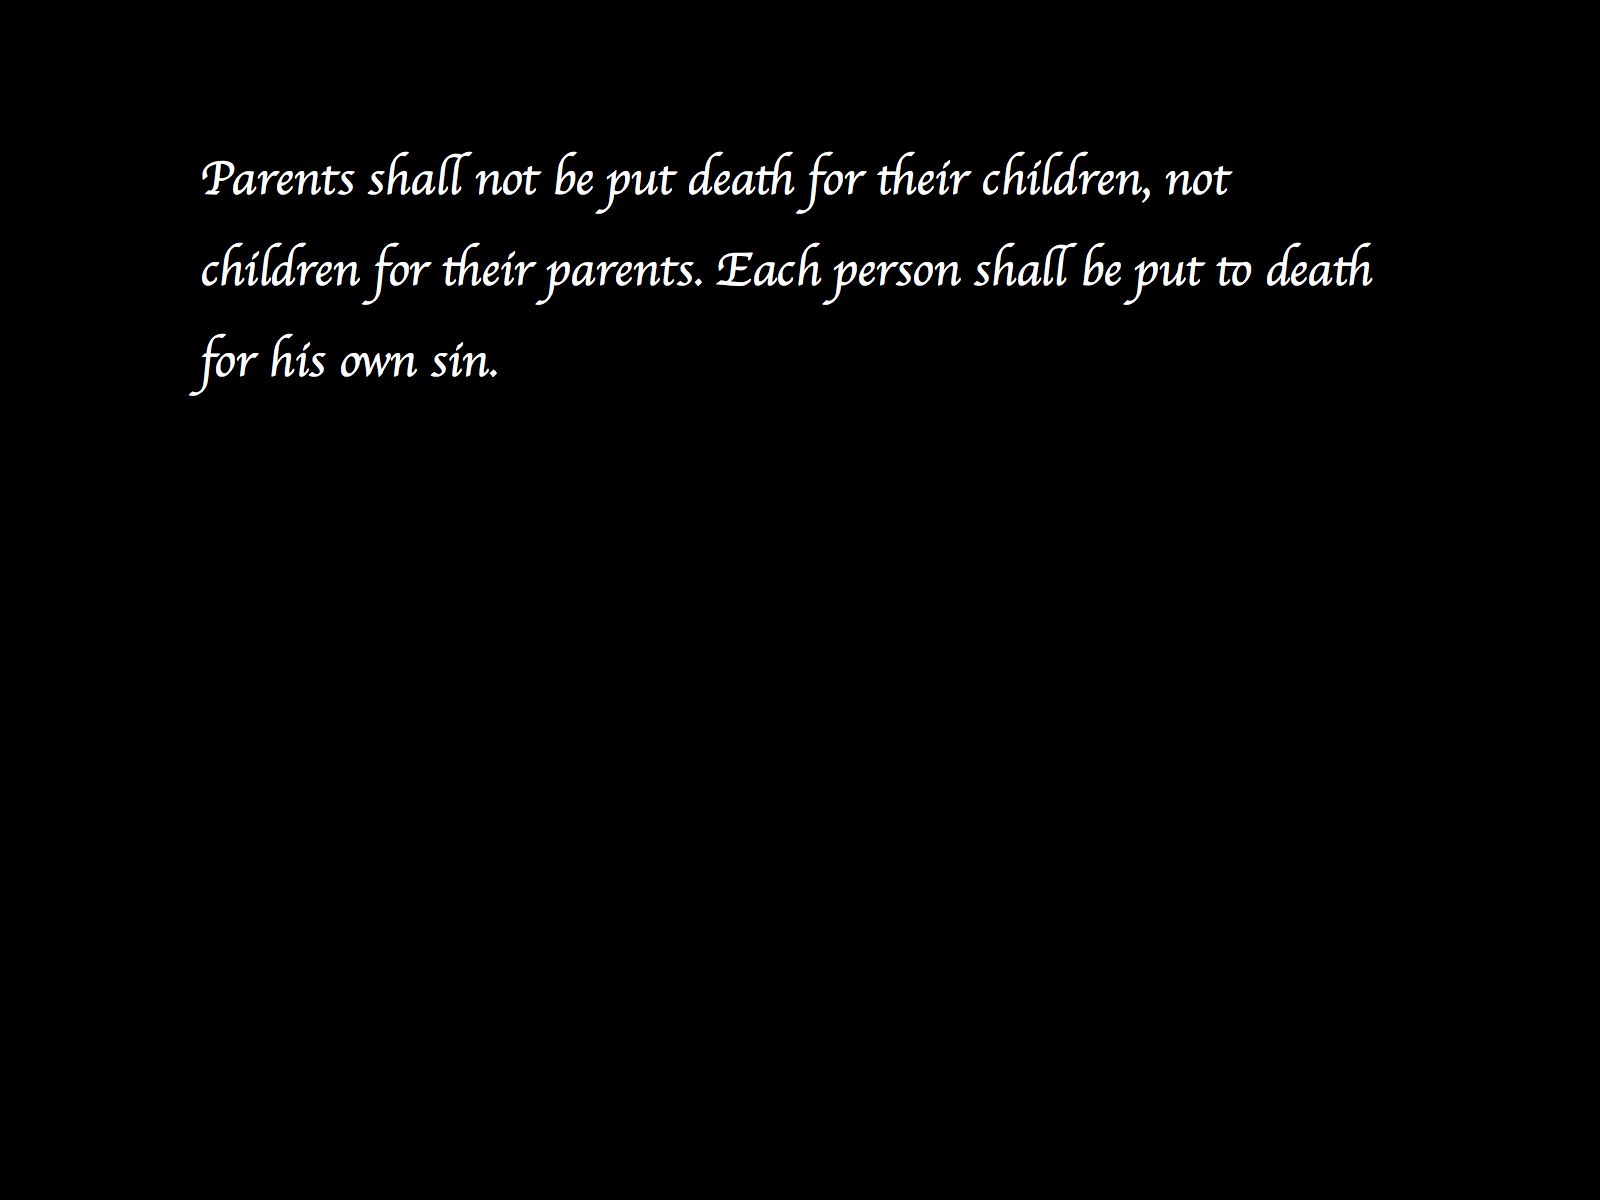 Parents shall not be put death for their children, not
children for their parents. Each person shall be put to death
for his own sin.